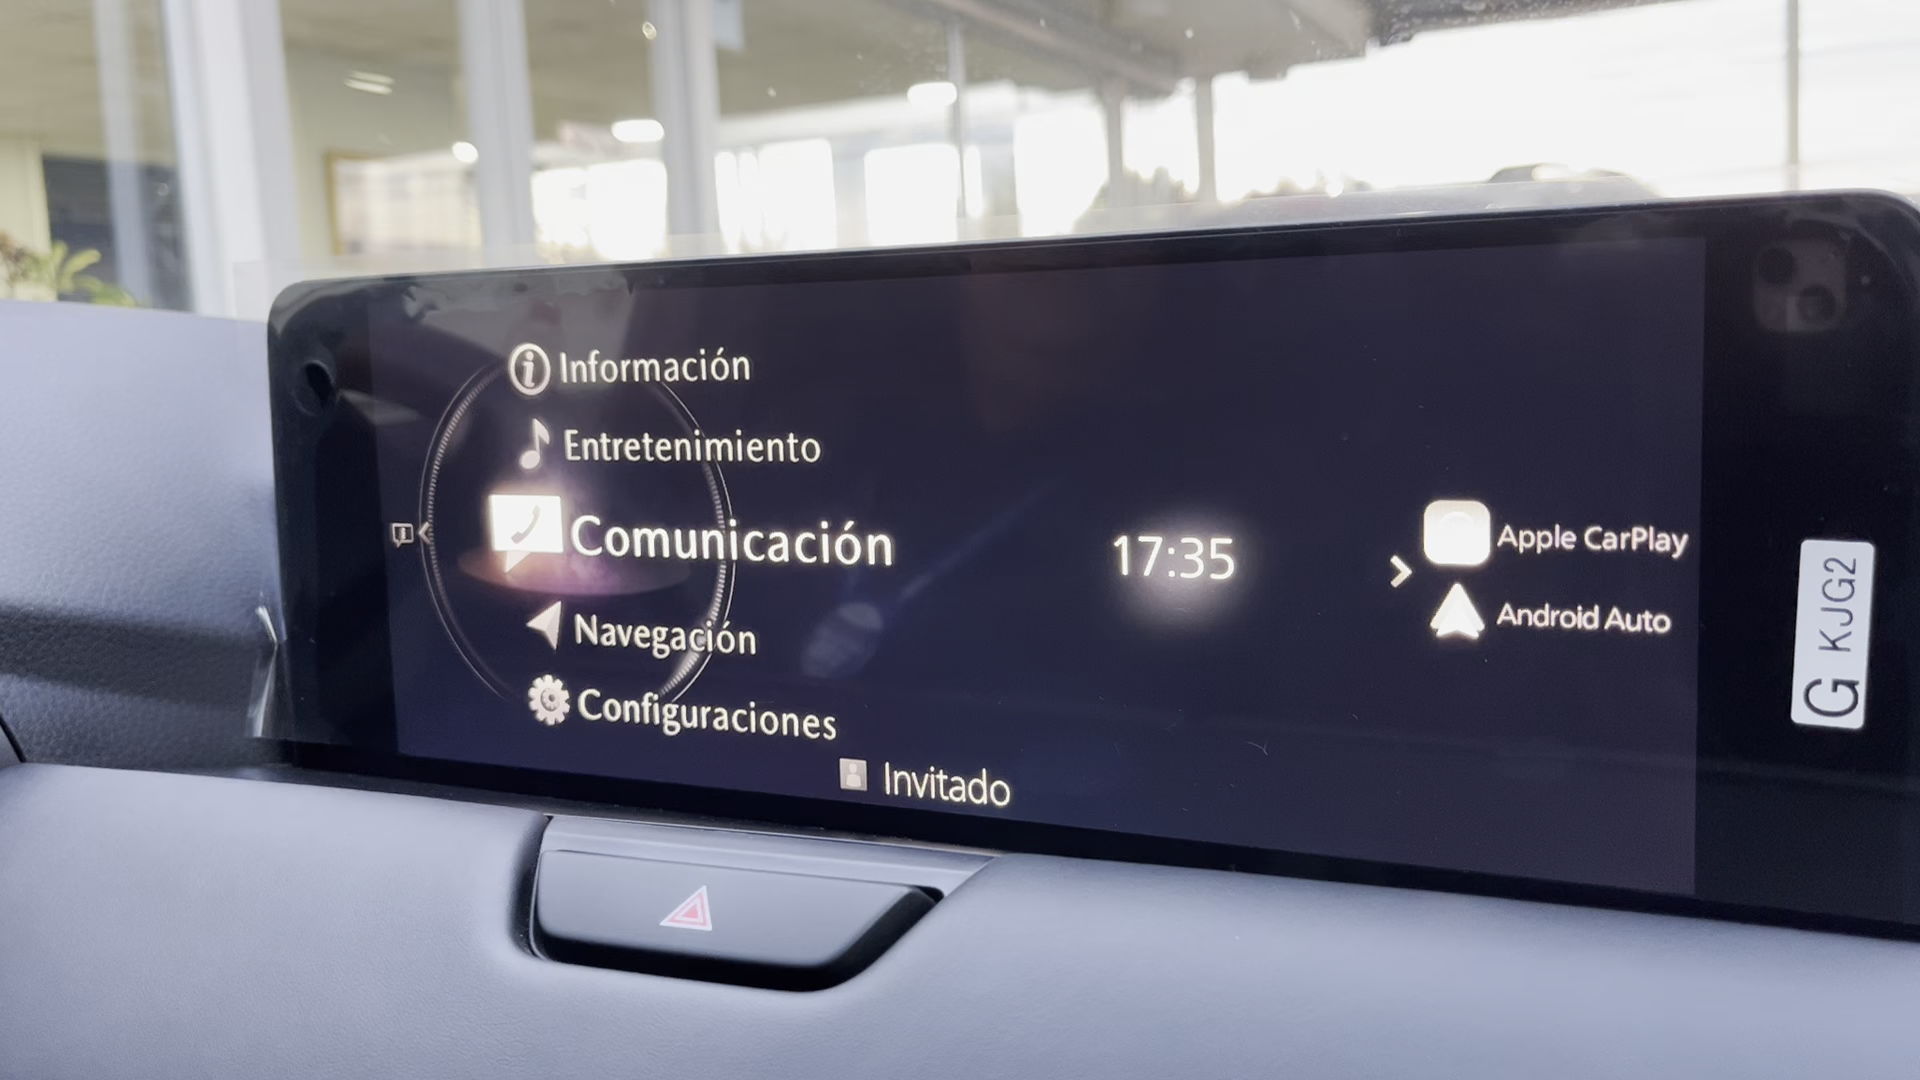 Información
Entretenimiento
Comunicación
Navegación
Configuraciones
17:35
Apple CarPlay
Android Auto
Invitado
G KJG2